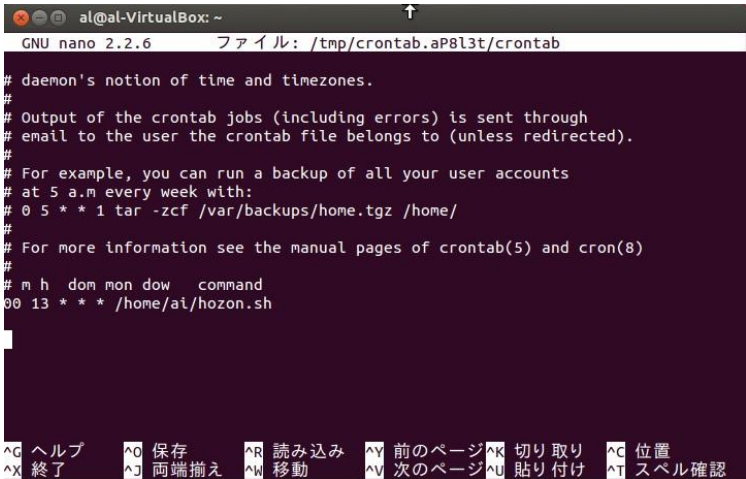 al@al-VirtualBox: ~
GNU nano 2.2.6 ファイル: /tmp/crontab.aP8l3t/crontab
# daemon's notion of time and timezones.
#
# Output of the crontab jobs (including errors) is sent through
# email to the user the crontab file belongs to (unless redirected).
#
# For example, you can run a backup of all your user accounts
# at 5 a.m every week with:
# 0 5 * * 1 tar -zcf /var/backups/home.tgz /home/
#
# For more information see the manual pages of crontab(5) and cron(8)
#
# m h  dom mon dow   command
00 13 * * * /home/ai/hozon.sh
^G ヘルプ ^O 保存 ^R 読み込み ^Y 前のページ ^K 切り取り ^C 位置
^X 終了 ^J 両端揃え ^W 移動 ^V 次のページ ^U 貼り付け ^T スペル確認